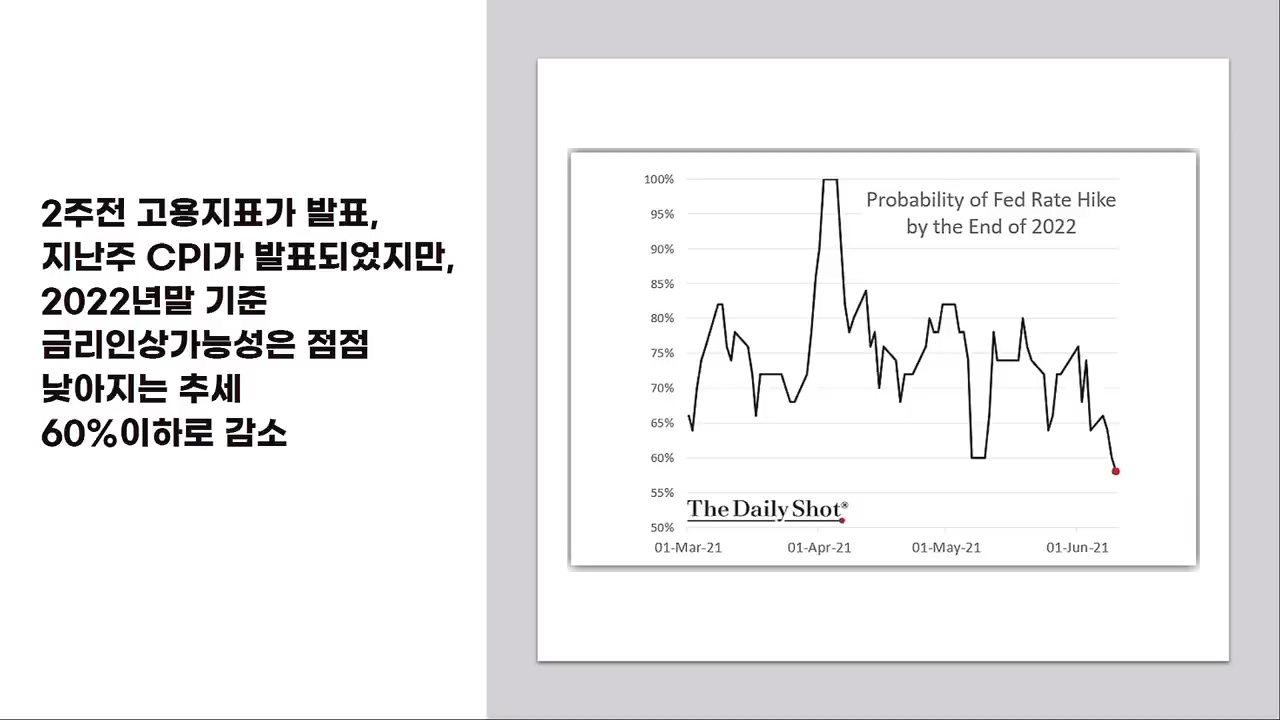 2주전 고용지표가 발표,
지난주 CPI가 발표되었지만,
2022년말 기준
금리인상가능성은 점점
낮아지는 추세
60%이하로 감소
Probability of Fed Rate Hike
by the End of 2022
100%
95%
90%
85%
80%
75%
70%
65%
60%
55%
50%
The Daily Shot®
01-Mar-21 01-Apr-21 01-May-21 01-Jun-21